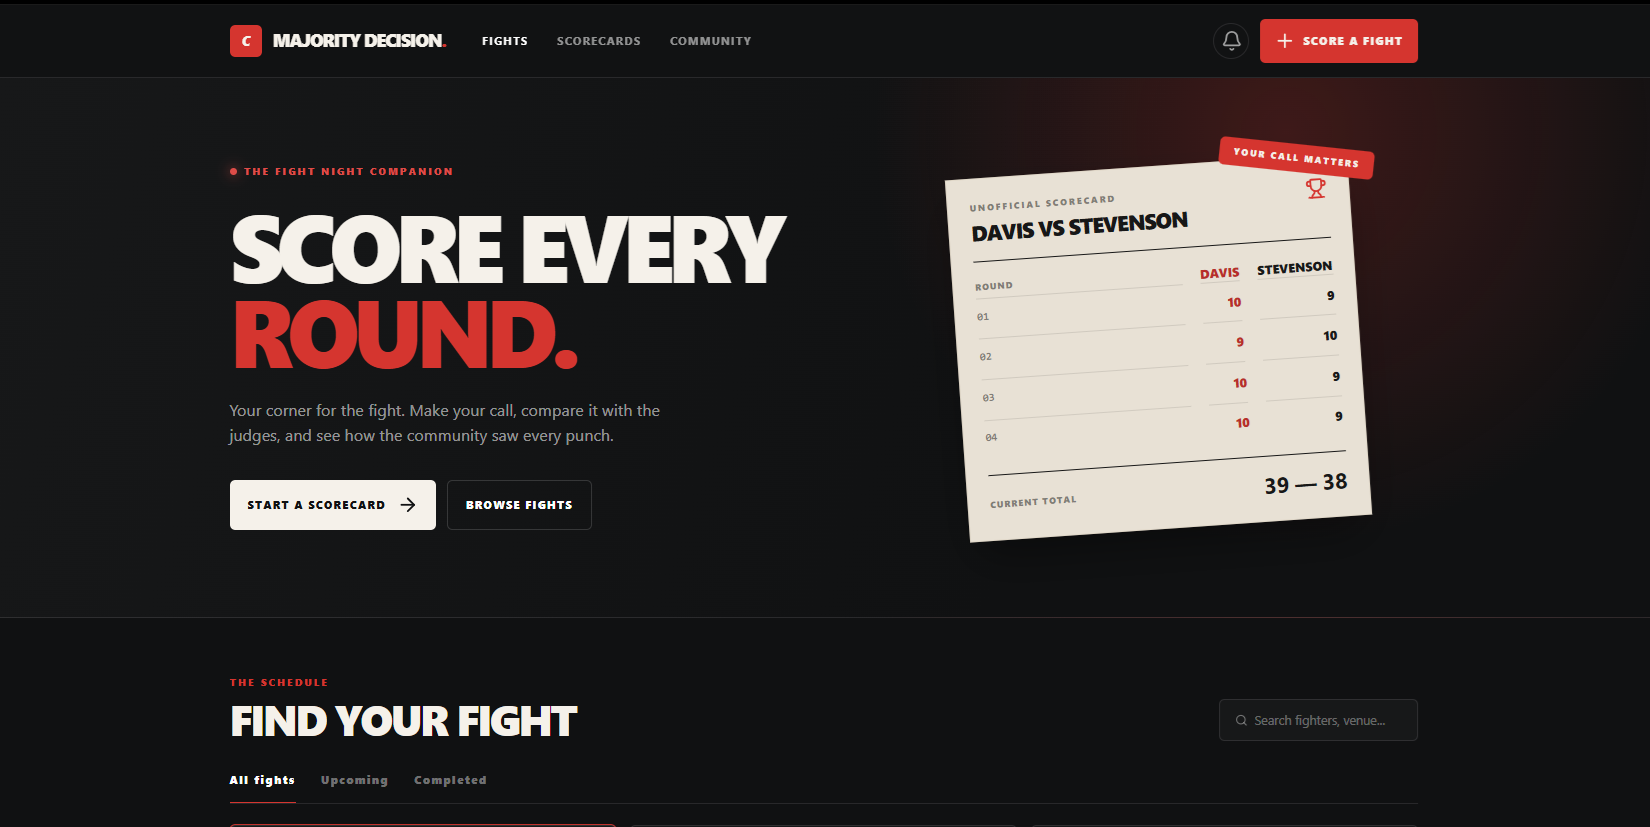 C
MAJORITY DECISION.
FIGHTS
SCORECARDS
COMMUNITY
SCORE A FIGHT
THE FIGHT NIGHT COMPANION
SCORE EVERY
ROUND.
Your corner for the fight. Make your call, compare it with the
judges, and see how the community saw every punch.
START A SCORECARD
BROWSE FIGHTS
YOUR CALL MATTERS
UNOFFICIAL SCORECARD
DAVIS VS STEVENSON
ROUND DAVIS STEVENSON
01 10 9
02 9 10
03 10 9
04 10 9
CURRENT TOTAL 39 — 38
THE SCHEDULE
FIND YOUR FIGHT
Search fighters, venue...
All fights
Upcoming
Completed